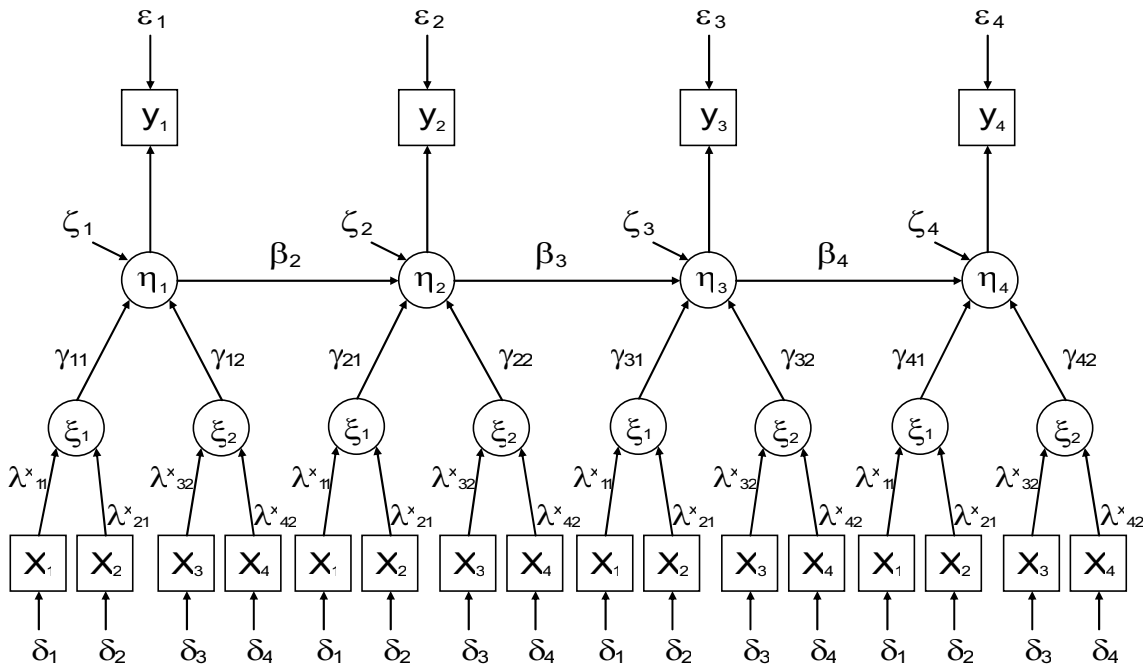 ε1 ε2 ε3 ε4
y1 y2 y3 y4
ζ1 ζ2 ζ3 ζ4
β2 β3 β4
η1 η2 η3 η4
γ11 γ12 γ21 γ22 γ31 γ32 γ41 γ42
ξ1 ξ2 ξ1 ξ2 ξ1 ξ2 ξ1 ξ2
λx11 λx32 λx11 λx32 λx11 λx32 λx11 λx32
λx21 λx42 λx21 λx42 λx21 λx42 λx21 λx42
X1 X2 X3 X4 X1 X2 X3 X4 X1 X2 X3 X4 X1 X2 X3 X4
δ1 δ2 δ3 δ4 δ1 δ2 δ3 δ4 δ1 δ2 δ3 δ4 δ1 δ2 δ3 δ4